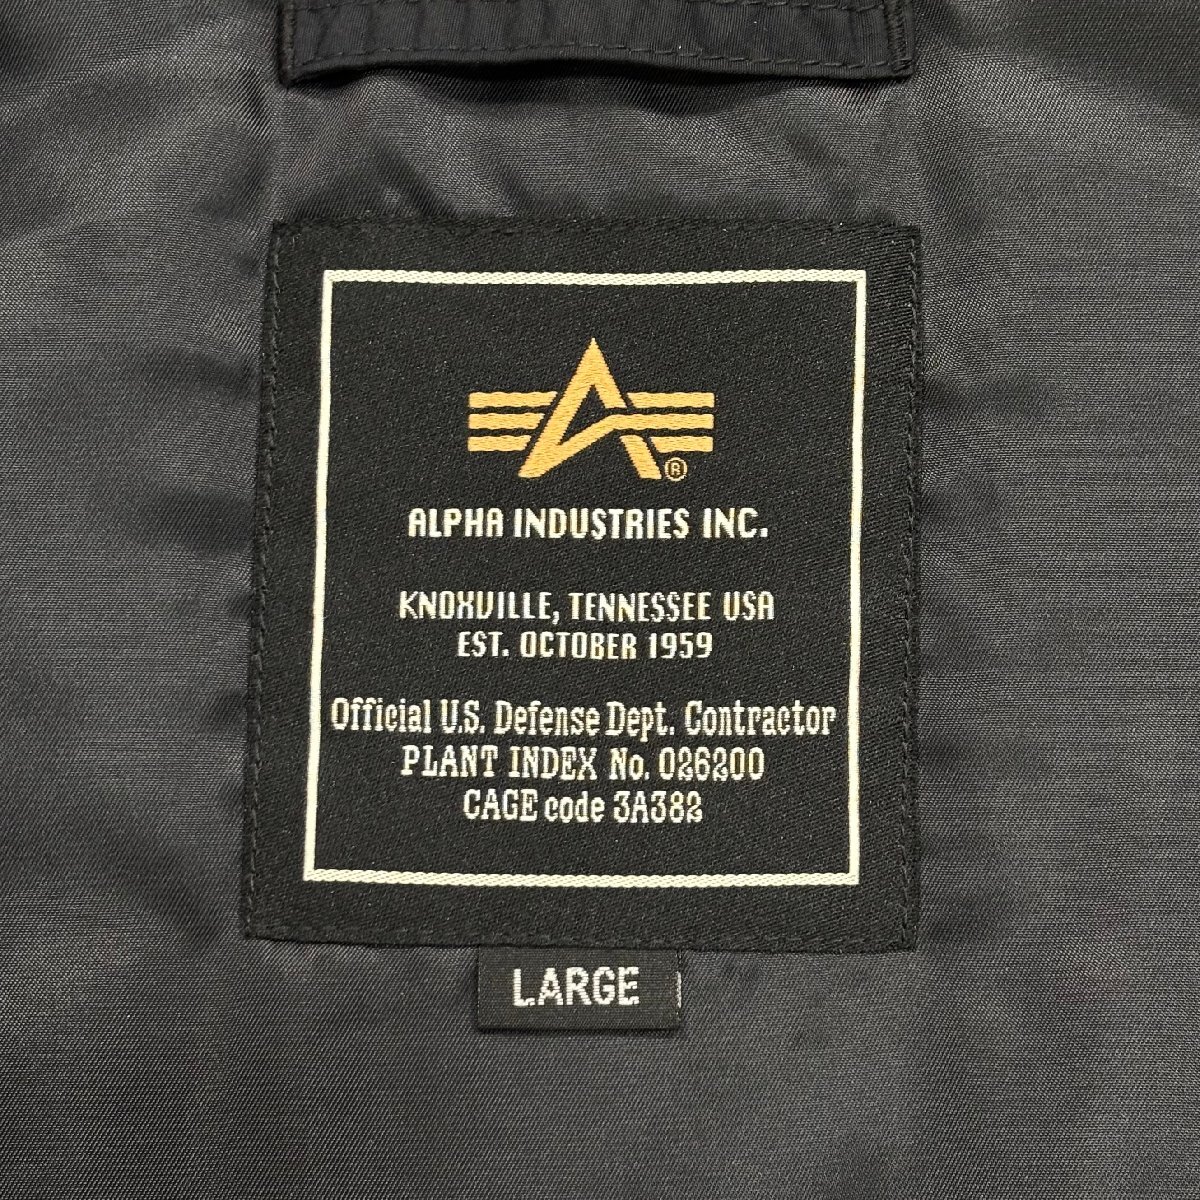 ®
ALPHA INDUSTRIES INC.
KNOXVILLE, TENNESSEE USA
EST. OCTOBER 1959
Official U.S. Defense Dept. Contractor
PLANT INDEX No. 026200
CAGE code 3A382
LARGE